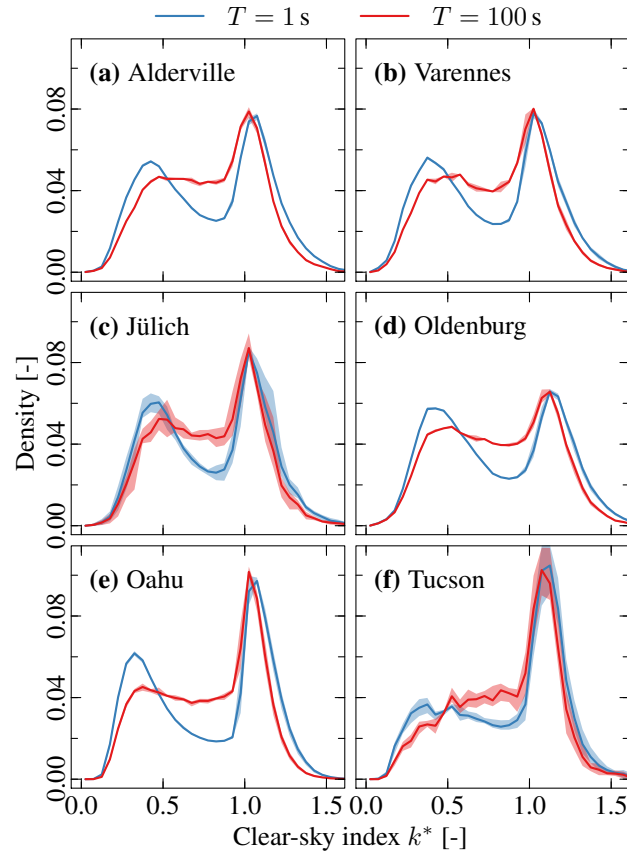 T = 1 s T = 100 s
(a) Alderville
(b) Varennes
0.00 0.04 0.08
(c) Jülich
(d) Oldenburg
0.00 0.04 0.08
Density [-]
(e) Oahu
(f) Tucson
0.00 0.04 0.08
0.0 0.5 1.0 1.5 0.0 0.5 1.0 1.5
Clear-sky index k* [-]